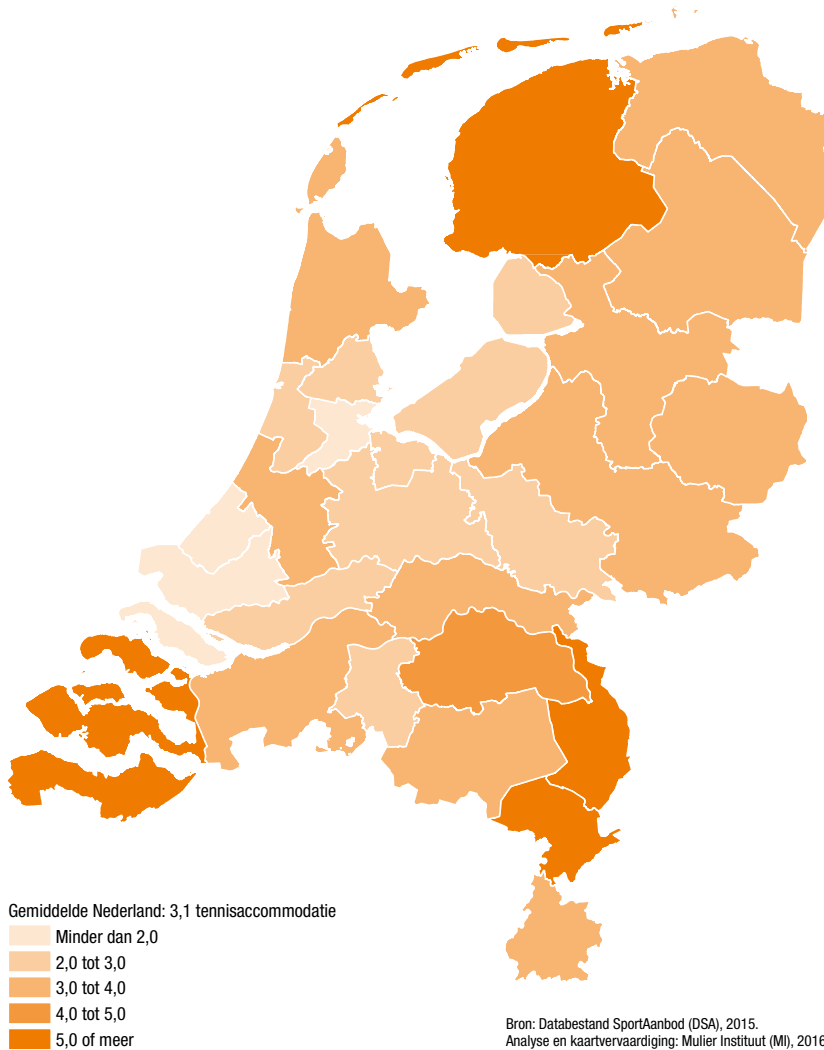 Gemiddelde Nederland: 3,1 tennisaccommodatie
Minder dan 2,0
2,0 tot 3,0
3,0 tot 4,0
4,0 tot 5,0
5,0 of meer
Bron: Databestand SportAanbod (DSA), 2015.
Analyse en kaartvervaardiging: Mulier Instituut (MI), 2016